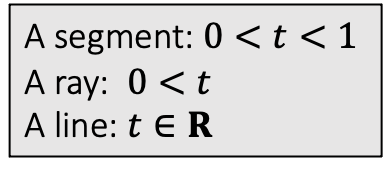 A segment: 0 < t < 1
A ray: 0 < t
A line: t ∈ R